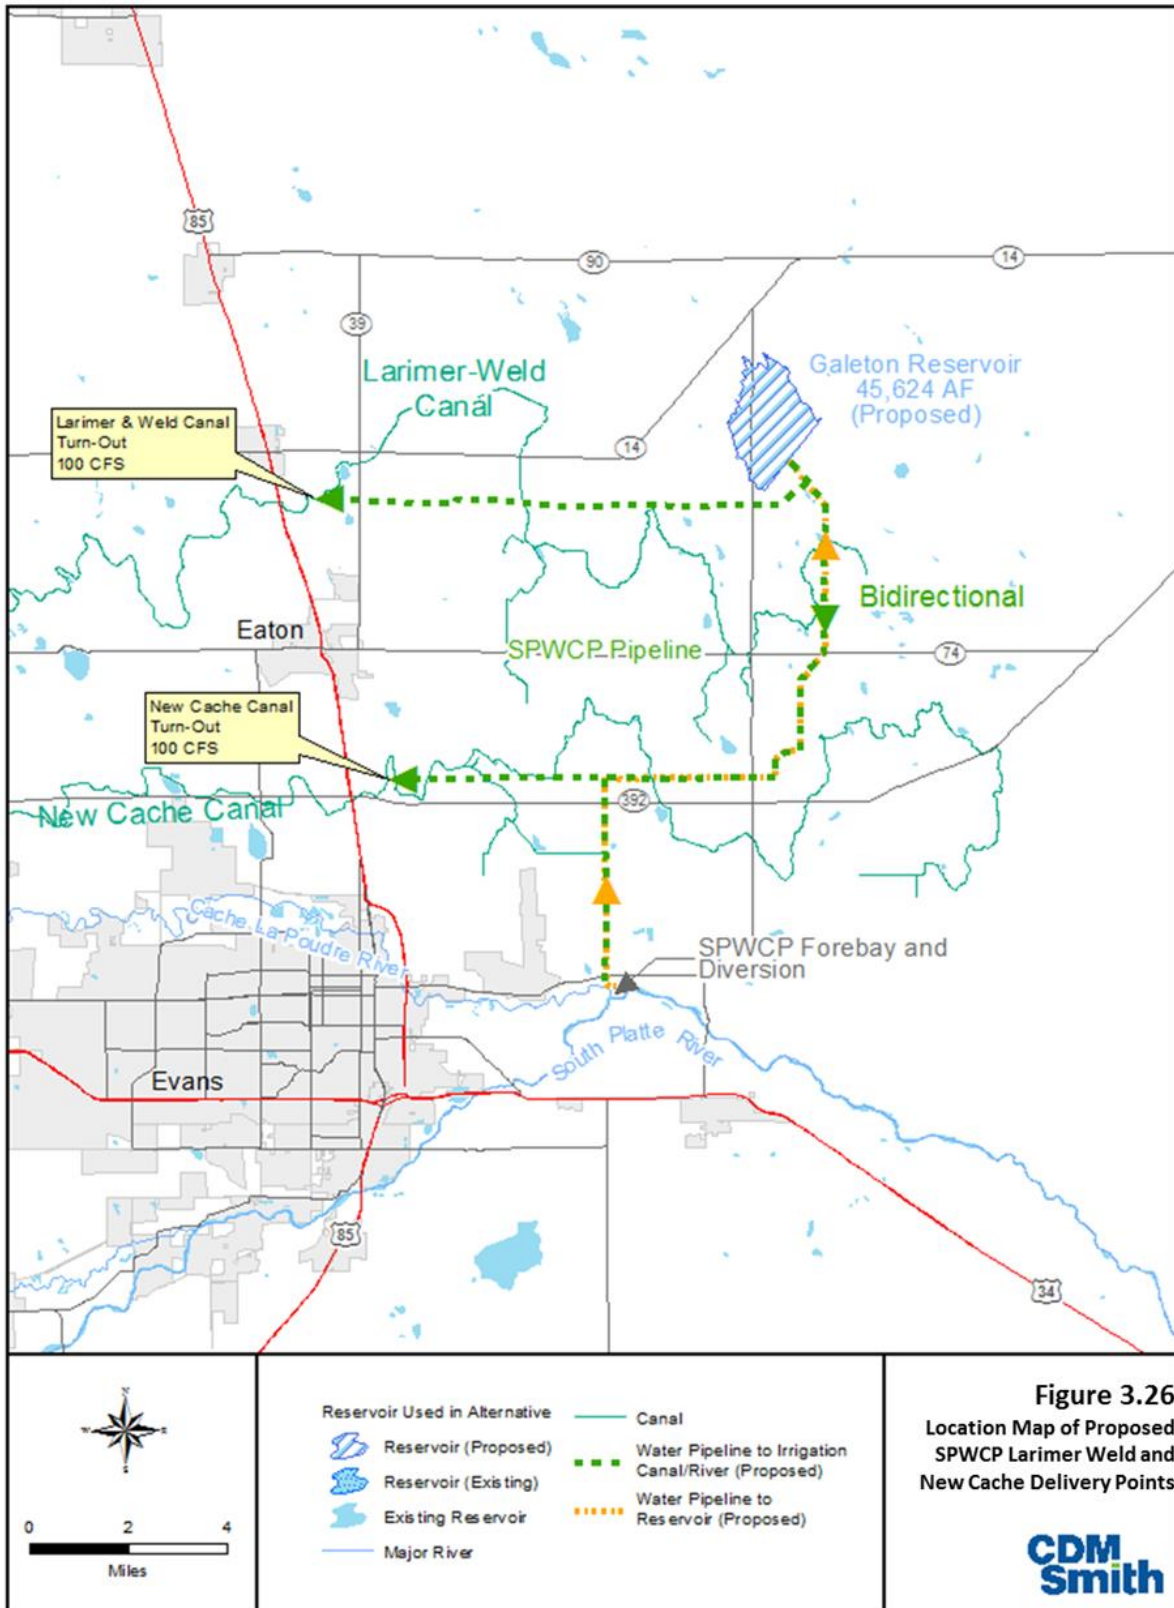 85
90
14
39
Larimer-Weld
Canál
Galeton Reservoir
45,624 AF
(Proposed)
Larimer & Weld Canal
Turn-Out
100 CFS
14
Bidirectional
Eaton
SPWCP Pipeline
74
New Cache Canal
Turn-Out
100 CFS
392
New Cache Canal
Cache La Poudre River
SPWCP Forebay and
Diversion
South Platte River
Evans
85
34
N
W
E
S
0 2 4
Miles
Reservoir Used in Alternative
Reservoir (Proposed)
Reservoir (Existing)
Existing Reservoir
Major River
Canal
Water Pipeline to Irrigation
Canal/River (Proposed)
Water Pipeline to
Reservoir (Proposed)
Figure 3.26
Location Map of Proposed
SPWCP Larimer Weld and
New Cache Delivery Points
CDM
Smith